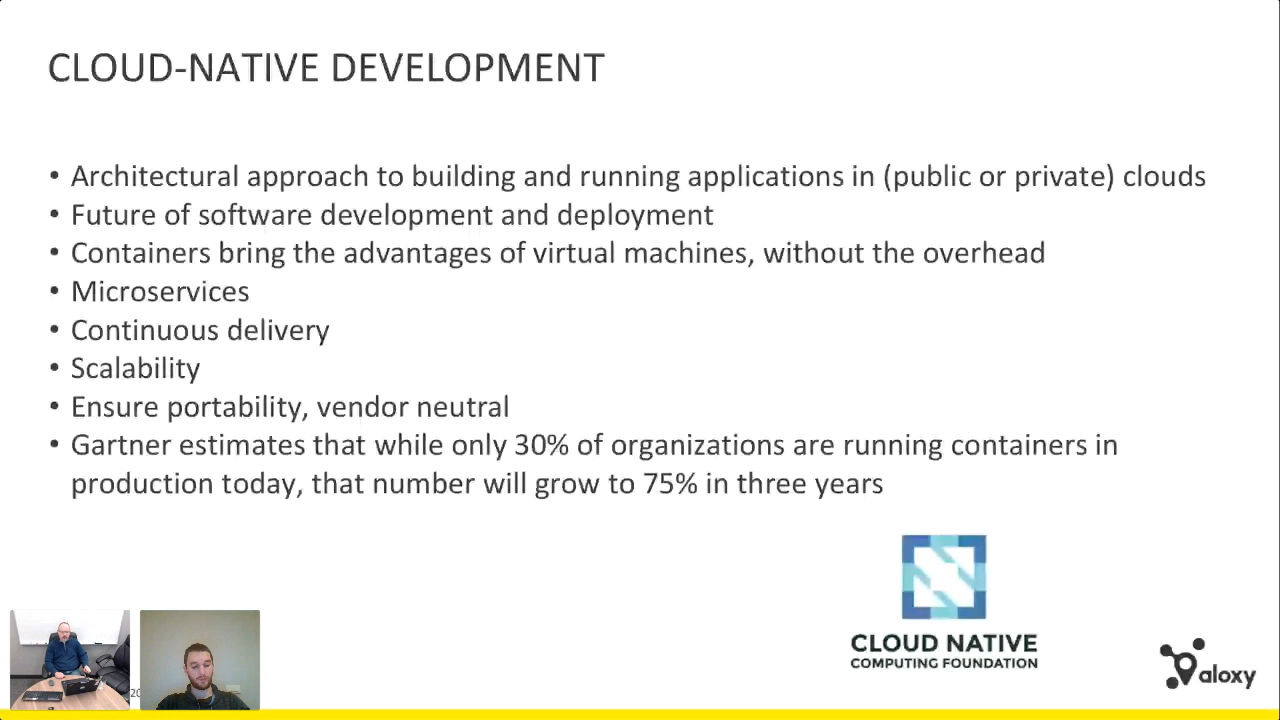 CLOUD-NATIVE DEVELOPMENT
• Architectural approach to building and running applications in (public or private) clouds
• Future of software development and deployment
• Containers bring the advantages of virtual machines, without the overhead
• Microservices
• Continuous delivery
• Scalability
• Ensure portability, vendor neutral
• Gartner estimates that while only 30% of organizations are running containers in
production today, that number will grow to 75% in three years
CLOUD NATIVE
COMPUTING FOUNDATION
aloxy
20